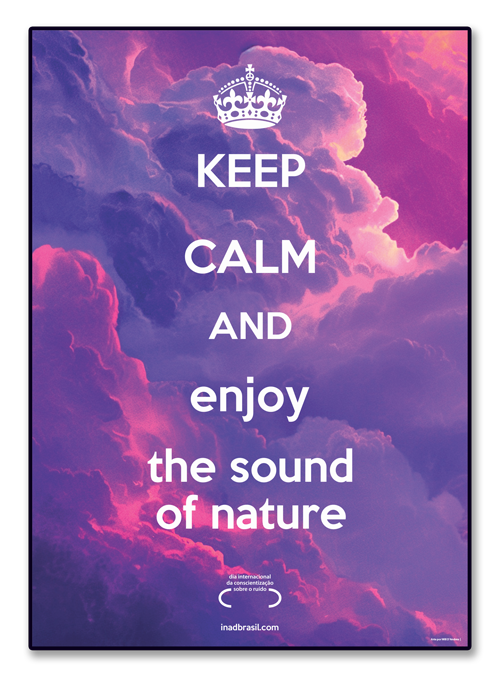 KEEP
CALM
AND
enjoy
the sound
of nature
dia internacional
da conscientização
sobre o ruído
inadbrasil.com